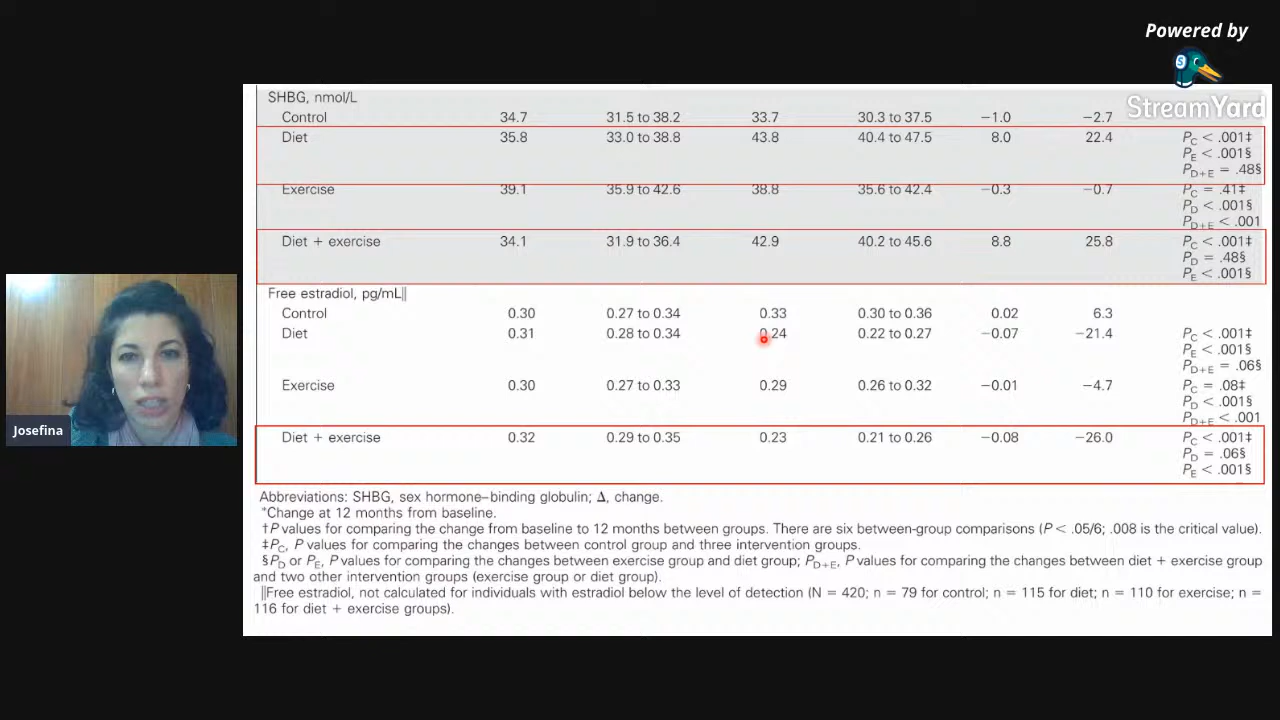 Powered by
StreamYard
SHBG, nmol/L
Control 34.7 31.5 to 38.2 33.7 30.3 to 37.5 −1.0 −2.7
Diet 35.8 33.0 to 38.8 43.8 40.4 to 47.5 8.0 22.4 PC < .001‡
PE < .001§
PD+E = .48§
Exercise 39.1 35.9 to 42.6 38.8 35.6 to 42.4 −0.3 −0.7 PC = .41‡
PD < .001§
PD+E < .001
Diet + exercise 34.1 31.9 to 36.4 42.9 40.2 to 45.6 8.8 25.8 PC < .001‡
PD = .48§
PE < .001§
Free estradiol, pg/mL‖
Control 0.30 0.27 to 0.34 0.33 0.30 to 0.36 0.02 6.3
Diet 0.31 0.28 to 0.34 0.24 0.22 to 0.27 −0.07 −21.4 PC < .001‡
PE < .001§
PD+E = .06§
Exercise 0.30 0.27 to 0.33 0.29 0.26 to 0.32 −0.01 −4.7 PC = .08‡
PD < .001§
PD+E < .001
Diet + exercise 0.32 0.29 to 0.35 0.23 0.21 to 0.26 −0.08 −26.0 PC < .001‡
PD = .06§
PE < .001§
Abbreviations: SHBG, sex hormone–binding globulin; Δ, change.
*Change at 12 months from baseline.
†P values for comparing the change from baseline to 12 months between groups. There are six between-group comparisons (P < .05/6; .008 is the critical value).
‡PC, P values for comparing the changes between control group and three intervention groups.
§PD or PE, P values for comparing the changes between exercise group and diet group; PD+E, P values for comparing the changes between diet + exercise group
and two other intervention groups (exercise group or diet group).
‖Free estradiol, not calculated for individuals with estradiol below the level of detection (N = 420; n = 79 for control; n = 115 for diet; n = 110 for exercise; n =
116 for diet + exercise groups).
Josefina